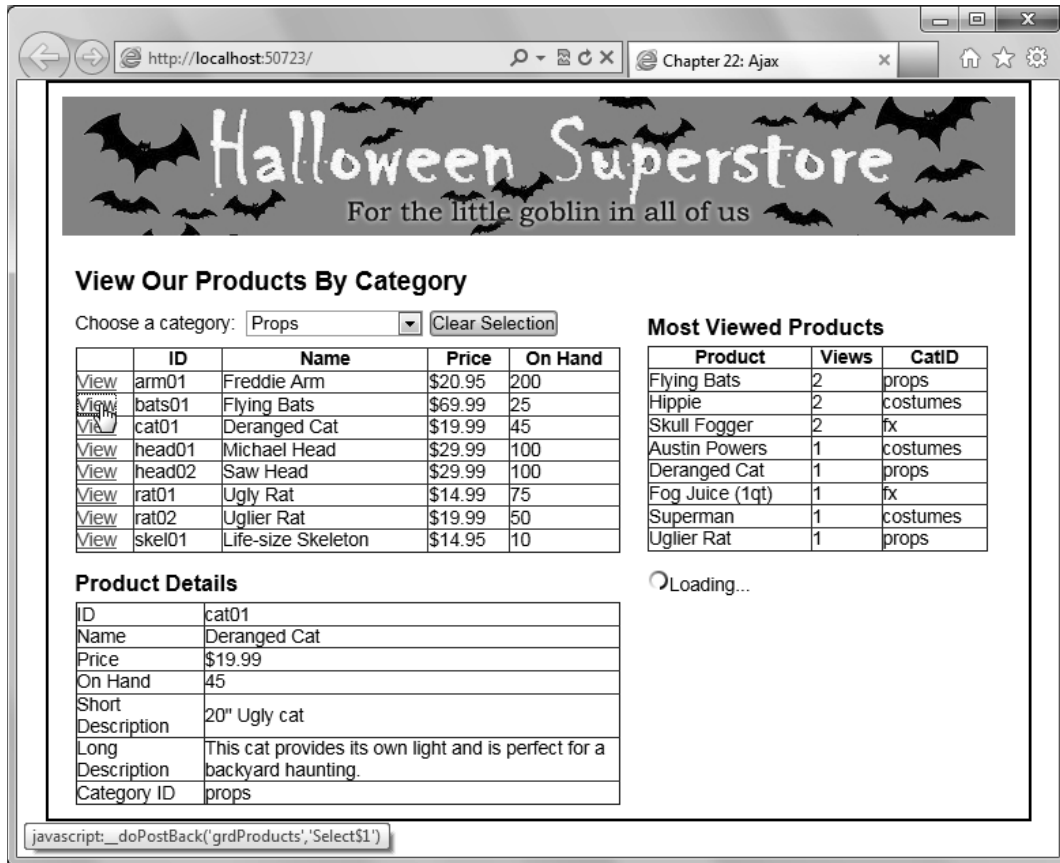 http://localhost:50723/
Chapter 22: Ajax
Halloween Superstore
For the little goblin in all of us
View Our Products By Category
Choose a category: Props Clear Selection
ID Name Price On Hand
View arm01 Freddie Arm $20.95 200
View bats01 Flying Bats $69.99 25
View cat01 Deranged Cat $19.99 45
View head01 Michael Head $29.99 100
View head02 Saw Head $29.99 100
View rat01 Ugly Rat $14.99 75
View rat02 Uglier Rat $19.99 50
View skel01 Life-size Skeleton $14.95 10
Most Viewed Products
Product Views CatID
Flying Bats 2 props
Hippie 2 costumes
Skull Fogger 2 fx
Austin Powers 1 costumes
Deranged Cat 1 props
Fog Juice (1qt) 1 fx
Superman 1 costumes
Uglier Rat 1 props
Loading...
Product Details
ID cat01
Name Deranged Cat
Price $19.99
On Hand 45
Short
Description 20" Ugly cat
Long This cat provides its own light and is perfect for a
Description backyard haunting.
Category ID props
javascript:__doPostBack('grdProducts','Select$1')